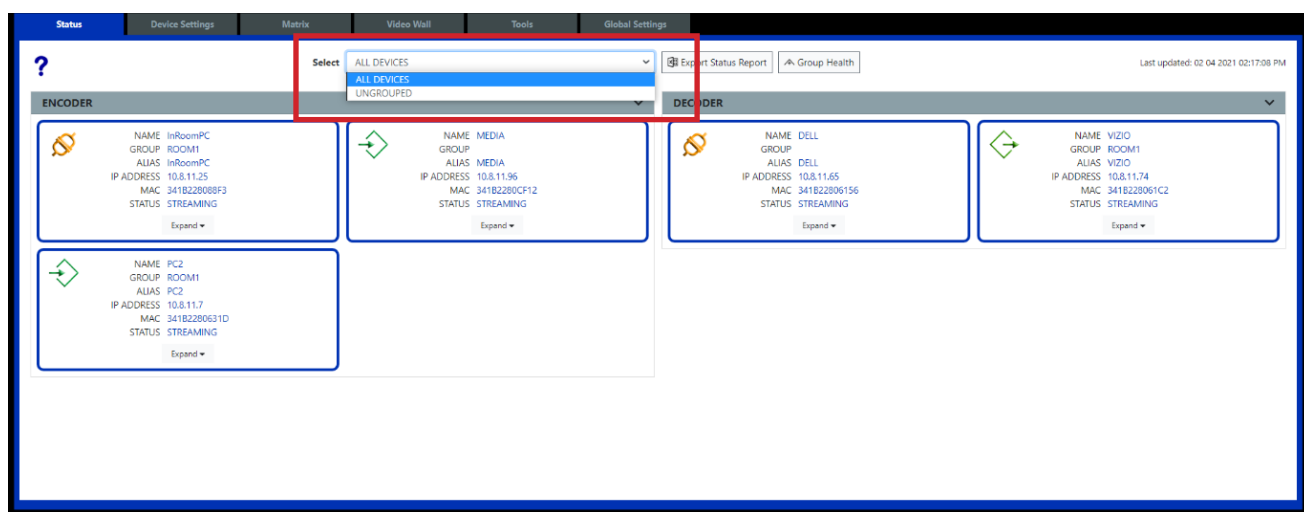 Status Device Settings Matrix Video Wall Tools Global Settings
? Select ALL DEVICES Export Status Report Group Health Last updated: 02 04 2021 02:17:08 PM
ALL DEVICES
UNGROUPED
ENCODER
NAME InRoomPC
GROUP ROOM1
ALIAS InRoomPC
IP ADDRESS 10.8.11.25
MAC 341B228088F3
STATUS STREAMING
Expand
NAME MEDIA
GROUP
ALIAS MEDIA
IP ADDRESS 10.8.11.96
MAC 341B2280CF12
STATUS STREAMING
Expand
NAME PC2
GROUP ROOM1
ALIAS PC2
IP ADDRESS 10.8.11.7
MAC 341B2280631D
STATUS STREAMING
Expand
DECODER
NAME DELL
GROUP
ALIAS DELL
IP ADDRESS 10.8.11.65
MAC 341B22806156
STATUS STREAMING
Expand
NAME VIZIO
GROUP ROOM1
ALIAS VIZIO
IP ADDRESS 10.8.11.74
MAC 341B228061C2
STATUS STREAMING
Expand